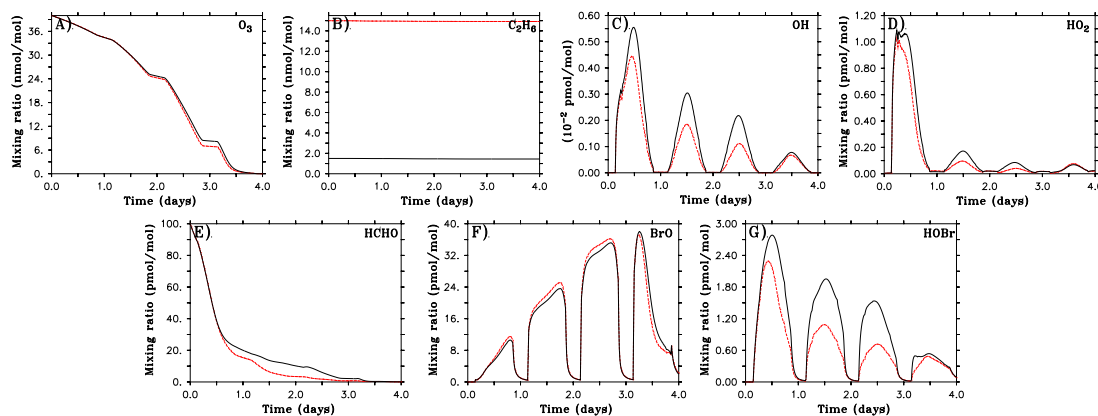 A)
O3
Mixing ratio (nmol/mol)
36.
30.
24.
18.
12.
6.
0.
0.0 1.0 2.0 3.0 4.0
Time (days)
B)
C2H6
Mixing ratio (nmol/mol)
14.0
12.0
10.0
8.0
6.0
4.0
2.0
0.0
0.0 1.0 2.0 3.0 4.0
Time (days)
C)
OH
(10-2 pmol/mol)
0.60
0.50
0.40
0.30
0.20
0.10
0.00
0.0 1.0 2.0 3.0 4.0
Time (days)
D)
HO2
Mixing ratio (pmol/mol)
1.20
1.00
0.80
0.60
0.40
0.20
0.00
0.0 1.0 2.0 3.0 4.0
Time (days)
E)
HCHO
Mixing ratio (pmol/mol)
100.
80.
60.
40.
20.
0.
0.0 1.0 2.0 3.0 4.0
Time (days)
F)
BrO
Mixing ratio (pmol/mol)
40.
32.
24.
16.
8.
0.
0.0 1.0 2.0 3.0 4.0
Time (days)
G)
HOBr
Mixing ratio (pmol/mol)
3.00
2.40
1.80
1.20
0.60
0.00
0.0 1.0 2.0 3.0 4.0
Time (days)